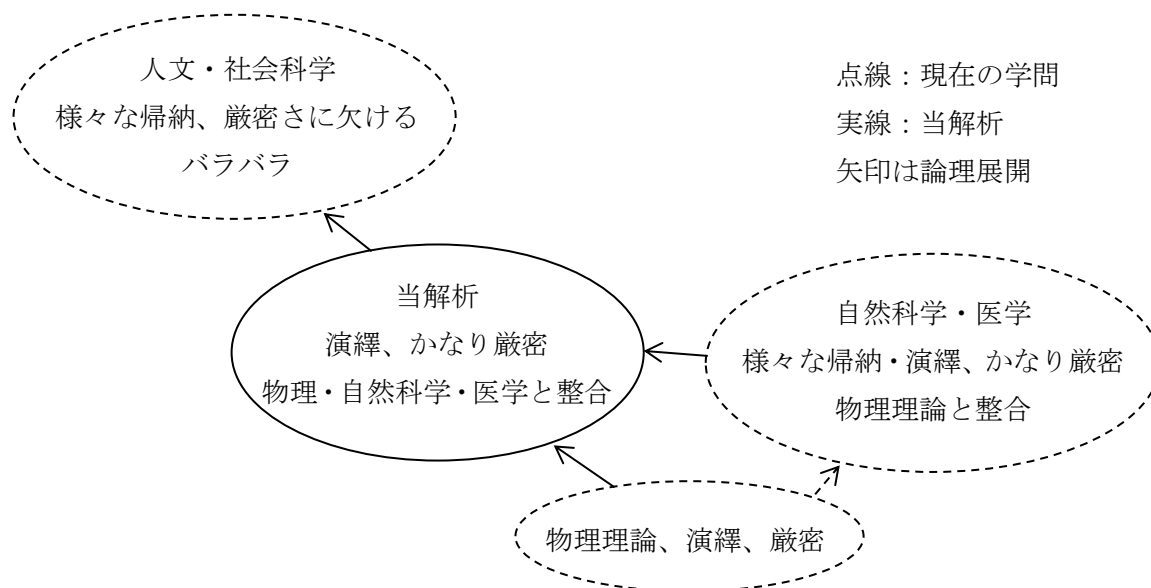 人文・社会科学
様々な帰納、厳密さに欠ける
バラバラ
点線：現在の学問
実線：当解析
矢印は論理展開
当解析
演繹、かなり厳密
物理・自然科学・医学と整合
自然科学・医学
様々な帰納・演繹、かなり厳密
物理理論と整合
物理理論、演繹、厳密